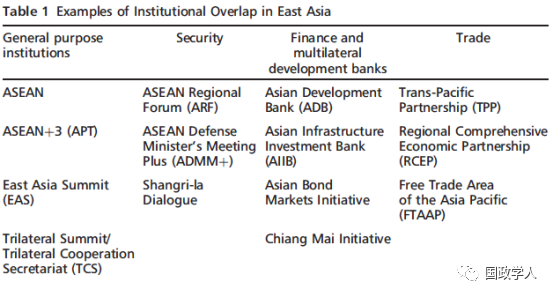 Table 1 Examples of Institutional Overlap in East Asia
General purpose institutions Security Finance and multilateral development banks Trade
ASEAN ASEAN Regional Forum (ARF) Asian Development Bank (ADB) Trans-Pacific Partnership (TPP)
ASEAN+3 (APT) ASEAN Defense Minister's Meeting Plus (ADMM+) Asian Infrastructure Investment Bank (AIIB) Regional Comprehensive Economic Partnership (RCEP)
East Asia Summit (EAS) Shangri-la Dialogue Asian Bond Markets Initiative Free Trade Area of the Asia Pacific (FTAAP)
Trilateral Summit/ Trilateral Cooperation Secretariat (TCS) Chiang Mai Initiative
国政学人